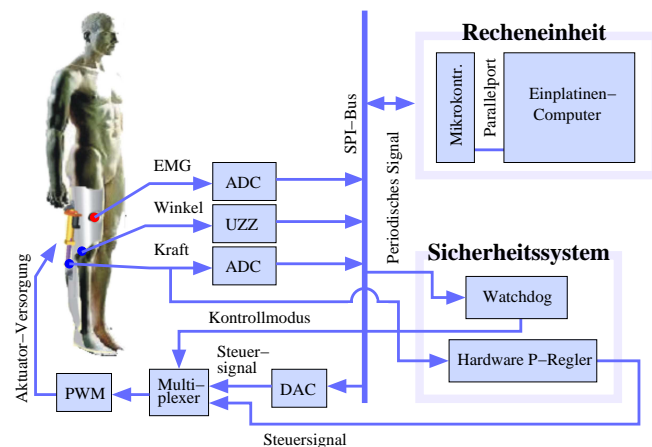 Recheneinheit
Mikrokontr.
Parallelport
Einplatinen–
Computer
SPI–Bus
EMG
ADC
Winkel
UZZ
Kraft
ADC
Periodisches Signal
Sicherheitssystem
Watchdog
Kontrollmodus
Hardware P–Regler
Aktuator–Versorgung
Steuer–
signal
PWM
Multi–
plexer
DAC
Steuersignal